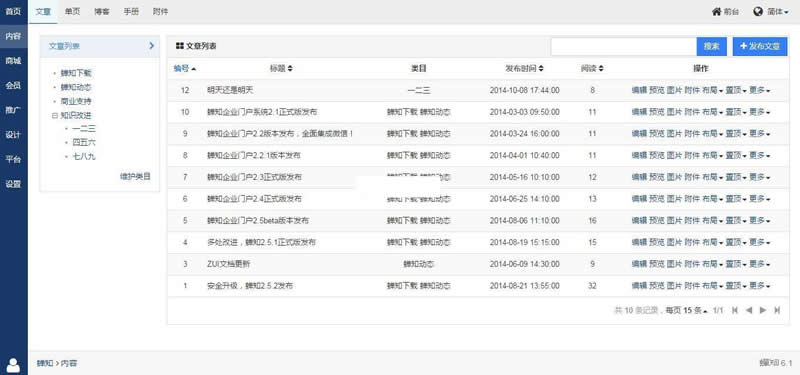 首页 文章 单页 博客 手册 附件 前台 简体
内容
商城
会员
推广
设计
平台
设置
文章列表
蝉知下载
蝉知动态
商业支持
知识改进
一二三
四五六
七八九
维护类目
文章列表 搜索 发布文章
编号 标题 类目 发布时间 阅读 操作
12 明天还是明天 一二三 2014-10-08 17:44:00 8 编辑 预览 图片 附件 布局 置顶 更多
10 蝉知企业门户系统2.1正式版发布 蝉知下载 蝉知动态 2014-03-03 09:50:00 11 编辑 预览 图片 附件 布局 置顶 更多
9 蝉知企业门户2.2版本发布，全面集成微信！ 蝉知下载 蝉知动态 2014-03-24 16:00:00 11 编辑 预览 图片 附件 布局 置顶 更多
8 蝉知企业门户2.2.1版本发布 蝉知下载 蝉知动态 2014-04-01 10:40:00 11 编辑 预览 图片 附件 布局 置顶 更多
7 蝉知企业门户2.3正式版发布 蝉知下载 蝉知动态 2014-05-16 10:10:00 12 编辑 预览 图片 附件 布局 置顶 更多
6 蝉知企业门户2.4正式版发布 蝉知下载 蝉知动态 2014-06-25 14:10:00 13 编辑 预览 图片 附件 布局 置顶 更多
5 蝉知企业门户2.5beta版本发布 蝉知下载 蝉知动态 2014-08-06 11:10:00 16 编辑 预览 图片 附件 布局 置顶 更多
4 多处改进，蝉知2.5.1正式版发布 蝉知下载 蝉知动态 2014-08-19 15:15:00 15 编辑 预览 图片 附件 布局 置顶 更多
3 ZUI文档更新 蝉知动态 2014-06-09 14:30:00 9 编辑 预览 图片 附件 布局 置顶 更多
1 安全升级，蝉知2.5.2发布 蝉知下载 蝉知动态 2014-08-21 13:55:00 32 编辑 预览 图片 附件 布局 置顶 更多
共 10 条记录，每页 15 条 1/1
蝉知 > 内容 蝉知 6.1